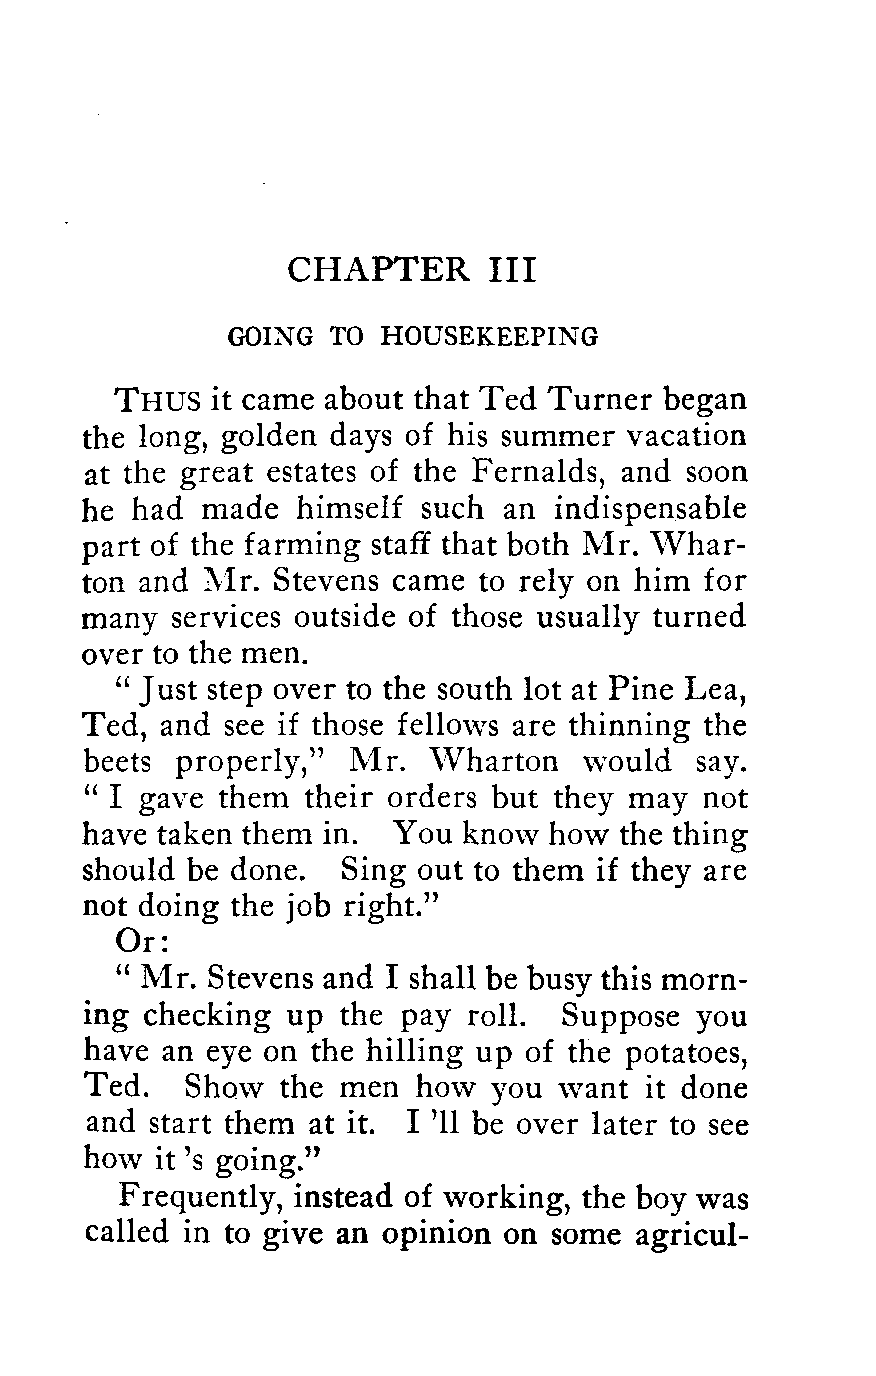 CHAPTER III
GOING TO HOUSEKEEPING
THUS it came about that Ted Turner began
the long, golden days of his summer vacation
at the great estates of the Fernalds, and soon
he had made himself such an indispensable
part of the farming staff that both Mr. Whar-
ton and Mr. Stevens came to rely on him for
many services outside of those usually turned
over to the men.
“ Just step over to the south lot at Pine Lea,
Ted, and see if those fellows are thinning the
beets properly,” Mr. Wharton would say.
“ I gave them their orders but they may not
have taken them in. You know how the thing
should be done. Sing out to them if they are
not doing the job right.”
Or:
“ Mr. Stevens and I shall be busy this morn-
ing checking up the pay roll. Suppose you
have an eye on the hilling up of the potatoes,
Ted. Show the men how you want it done
and start them at it. I 'll be over later to see
how it 's going.”
Frequently, instead of working, the boy was
called in to give an opinion on some agricul-